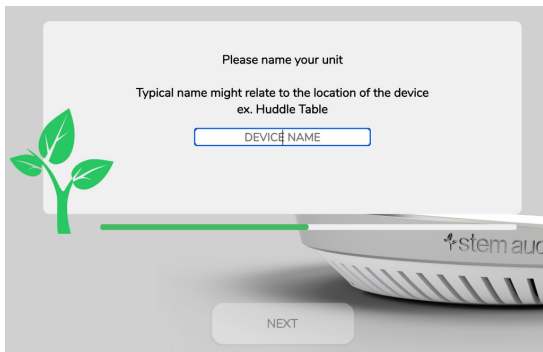 Please name your unit
Typical name might relate to the location of the device
ex. Huddle Table
DEVICE NAME
stem aud
NEXT